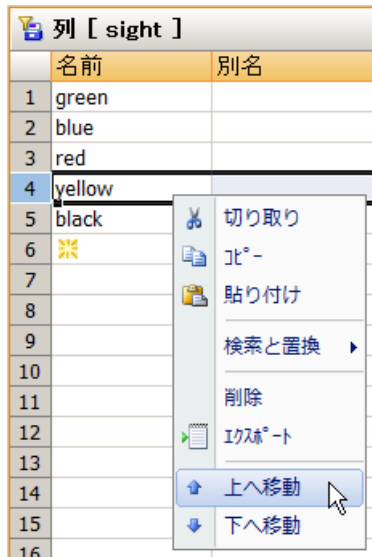 列 [ sight ]
名前 別名
1 green
2 blue
3 red
4 yellow
5 black
6
7
8
9
10
11
12
13
14
15
16
切り取り
ｺﾋﾟｰ
貼り付け
検索と置換
削除
ｴｸｽﾎﾟｰﾄ
上へ移動
下へ移動